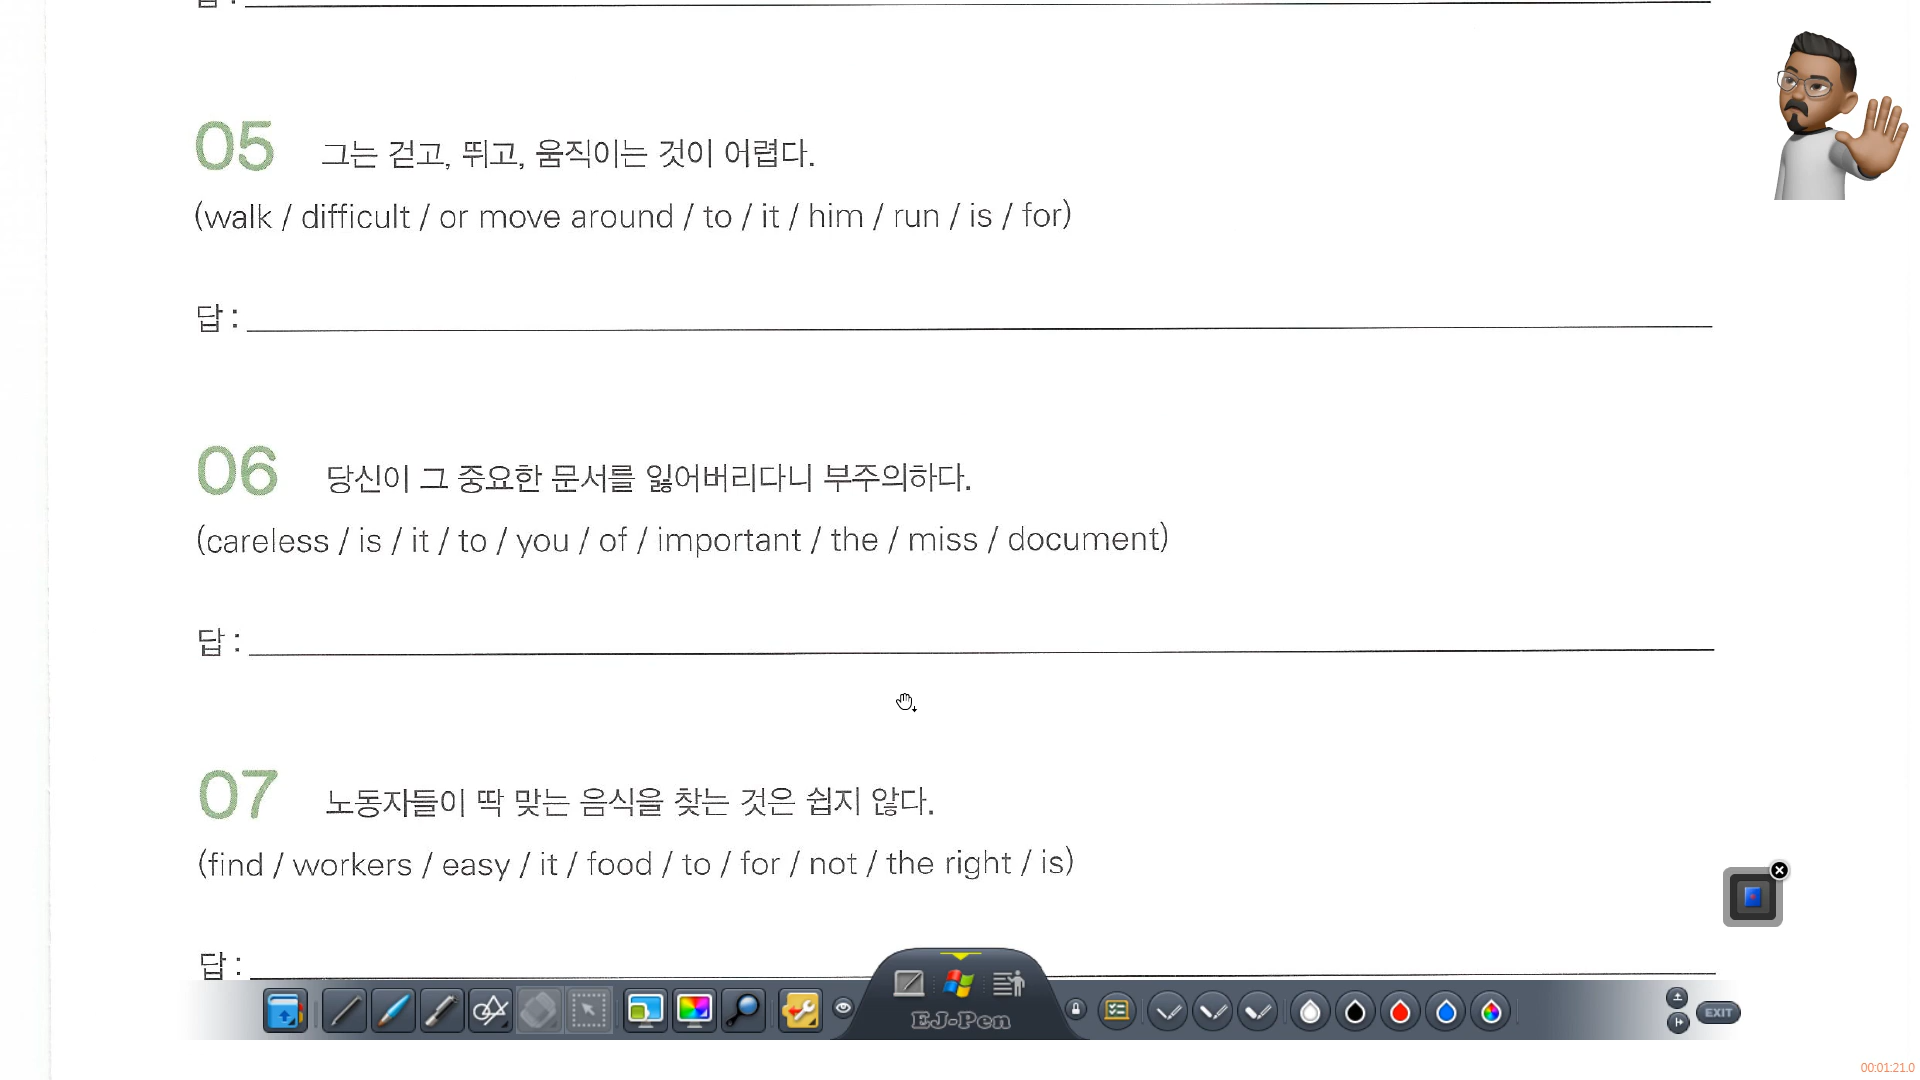 답 :
05 그는 걷고, 뛰고, 움직이는 것이 어렵다.
(walk / difficult / or move around / to / it / him / run / is / for)
답 :
06 당신이 그 중요한 문서를 잃어버리다니 부주의하다.
(careless / is / it / to / you / of / important / the / miss / document)
답 :
07 노동자들이 딱 맞는 음식을 찾는 것은 쉽지 않다.
(find / workers / easy / it / food / to / for / not / the right / is)
답 :
EJ-Pen
EXIT
00:01:21.0